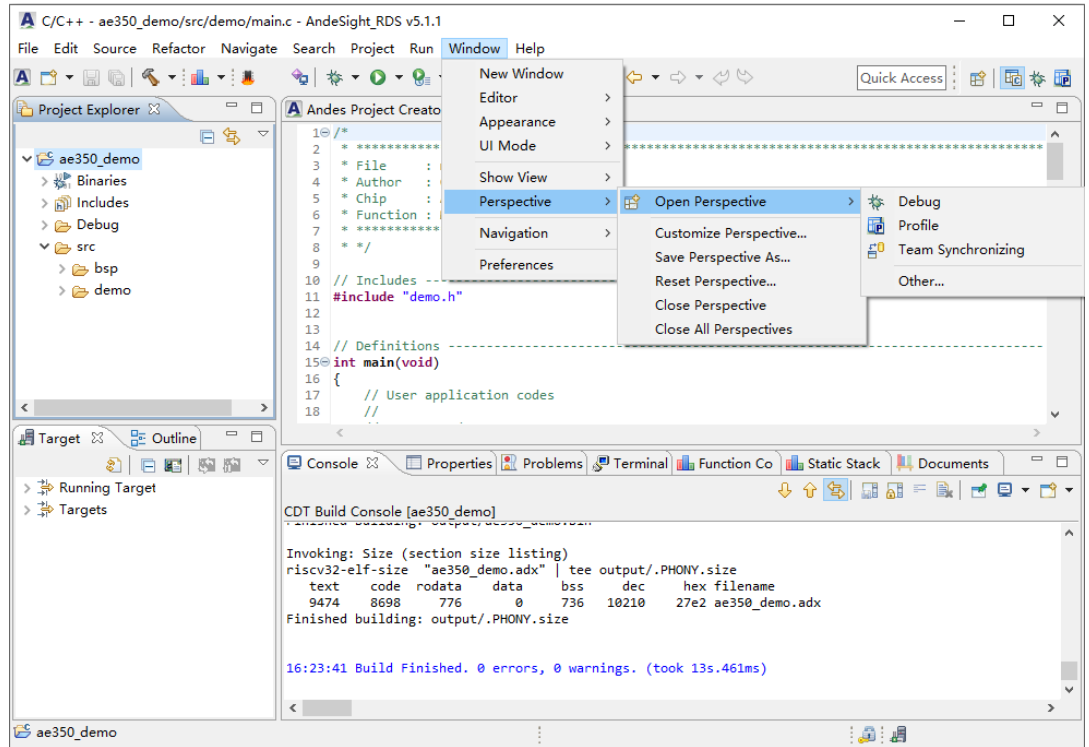 C/C++ - ae350_demo/src/demo/main.c - AndeSight_RDS v5.1.1
File Edit Source Refactor Navigate Search Project Run Window Help
Quick Access
New Window
Editor
Appearance
UI Mode
Show View
Perspective
Navigation
Preferences
Open Perspective
Customize Perspective...
Save Perspective As...
Reset Perspective...
Close Perspective
Close All Perspectives
Debug
Profile
Team Synchronizing
Other...
Project Explorer
ae350_demo
Binaries
Includes
Debug
src
bsp
demo
Andes Project Creato
1 /*
2 * ****************************************************************
3 * File :
4 * Author :
5 * Chip :
6 * Function :
7 * ****************************************************************
8 * */
9
10 // Includes ---
11 #include "demo.h"
12
13
14 // Definitions ----------------------------------------------------------------
15 int main(void)
16 {
17 // User application codes
18 //
Target Outline
Running Target
Targets
Console Properties Problems Terminal Function Co Static Stack Documents
CDT Build Console [ae350_demo]
Finished building: output/ae350_demo.bin
Invoking: Size (section size listing)
riscv32-elf-size "ae350_demo.adx" | tee output/.PHONY.size
text code rodata data bss dec hex filename
9474 8698 776 0 736 10210 27e2 ae350_demo.adx
Finished building: output/.PHONY.size
16:23:41 Build Finished. 0 errors, 0 warnings. (took 13s.461ms)
ae350_demo